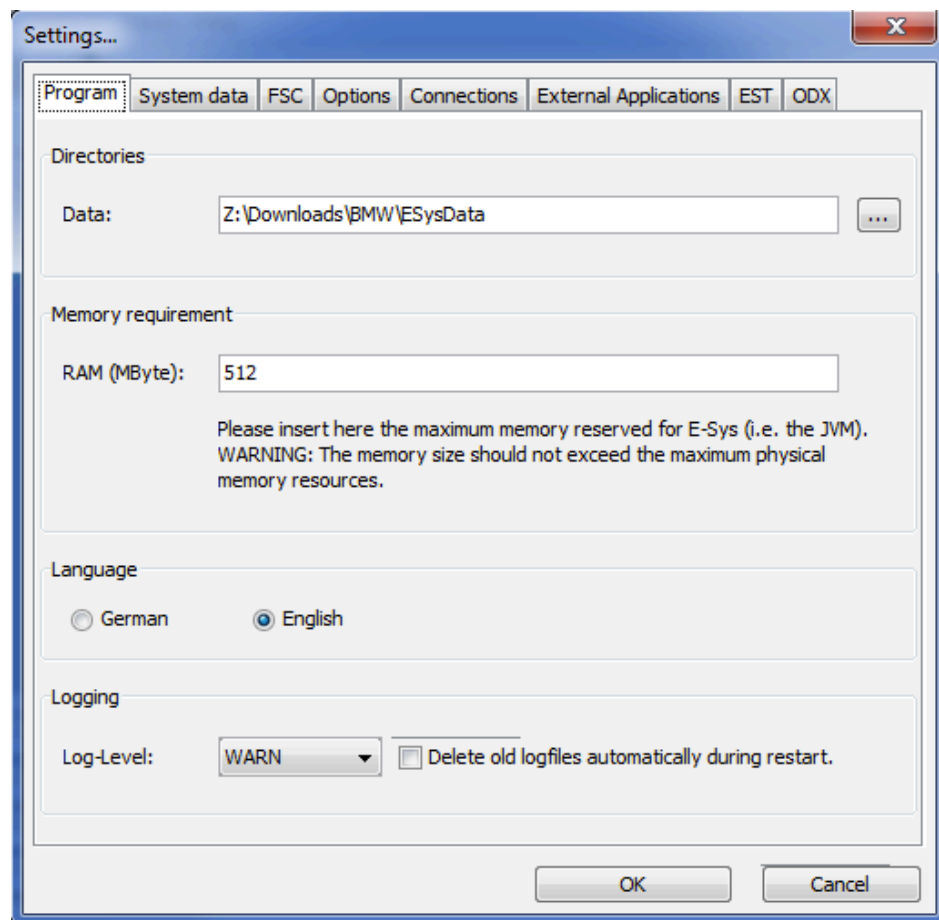 Settings...
Program System data FSC Options Connections External Applications EST ODX
Directories
Data: Z:\Downloads\BMW\ESysData ...
Memory requirement
RAM (MByte): 512
Please insert here the maximum memory reserved for E-Sys (i.e. the JVM).
WARNING: The memory size should not exceed the maximum physical
memory resources.
Language
German English
Logging
Log-Level: WARN Delete old logfiles automatically during restart.
OK Cancel